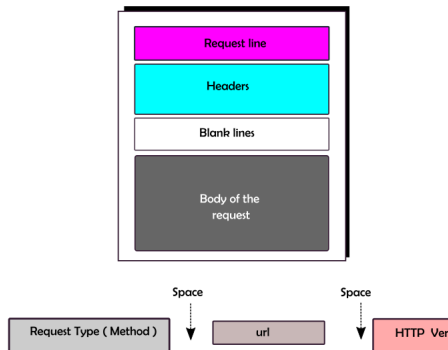 Request line
Headers
Blank lines
Body of the
request
Space Space
Request Type ( Method ) url HTTP Ver